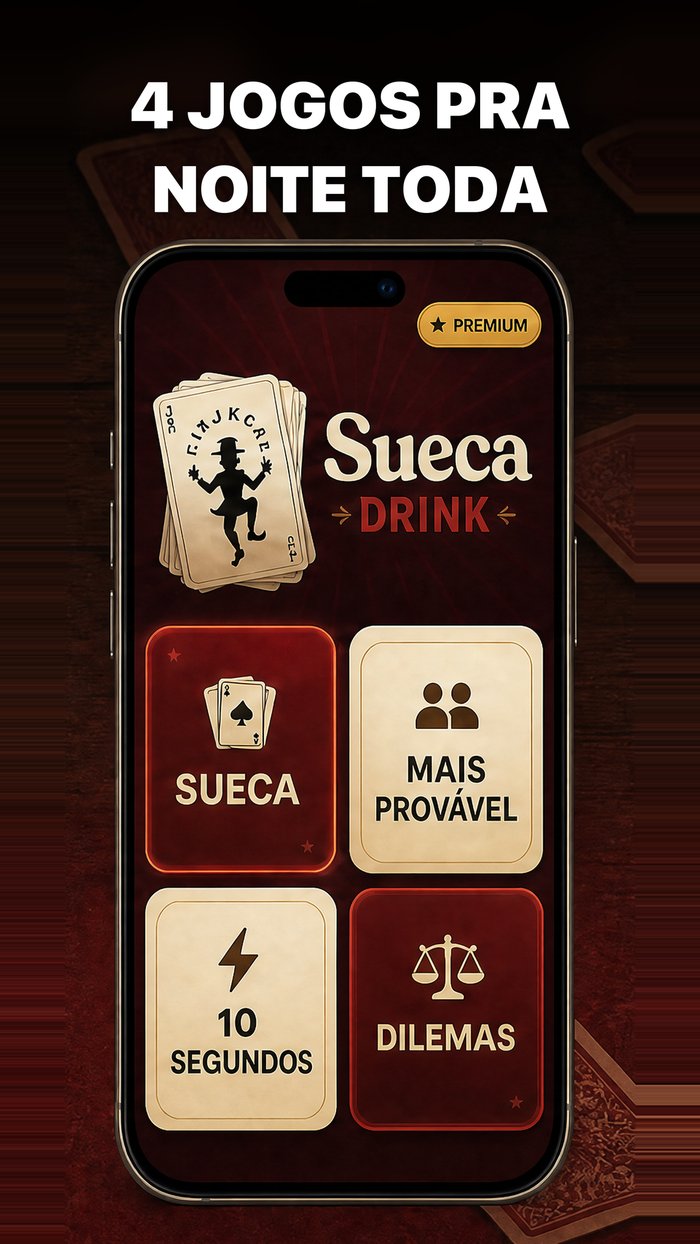 4 JOGOS PRA
NOITE TODA
PREMIUM
Sueca
DRINK
SUECA
MAIS
PROVÁVEL
10
SEGUNDOS
DILEMAS